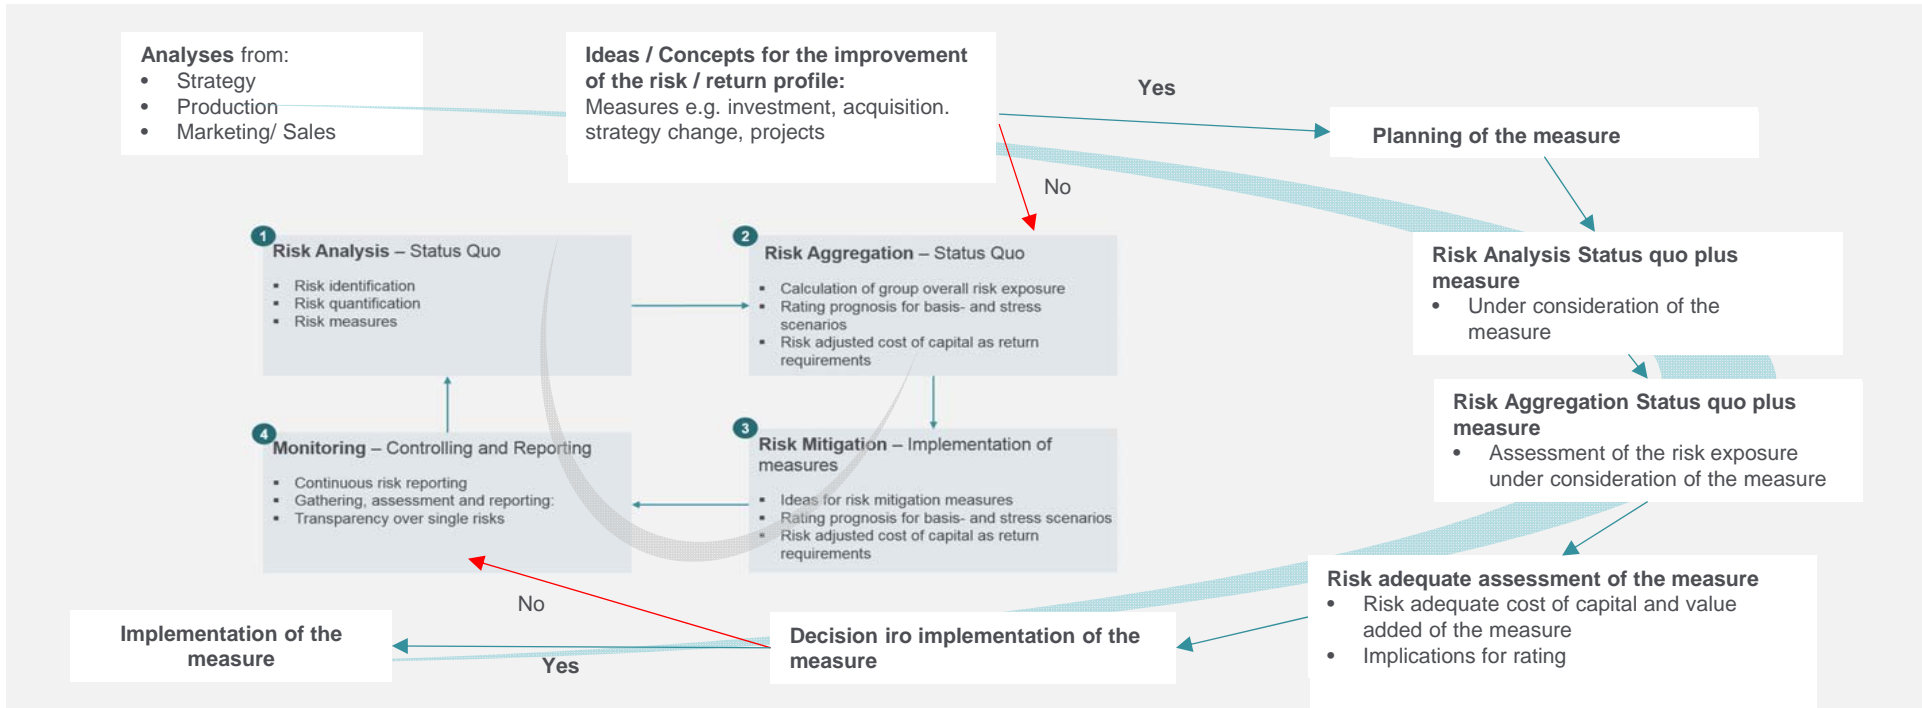 Analyses from:
• Strategy
• Production
• Marketing/ Sales
Ideas / Concepts for the improvement
of the risk / return profile:
Measures e.g. investment, acquisition.
strategy change, projects
Yes
Planning of the measure
No
1
Risk Analysis – Status Quo
▪ Risk identification
▪ Risk quantification
▪ Risk measures
2
Risk Aggregation – Status Quo
▪ Calculation of group overall risk exposure
▪ Rating prognosis for basis- and stress
scenarios
▪ Risk adjusted cost of capital as return
requirements
Risk Analysis Status quo plus
measure
• Under consideration of the
measure
Risk Aggregation Status quo plus
measure
• Assessment of the risk exposure
under consideration of the measure
4
Monitoring – Controlling and Reporting
▪ Continuous risk reporting
▪ Gathering, assessment and reporting:
▪ Transparency over single risks
3
Risk Mitigation – Implementation of
measures
▪ Ideas for risk mitigation measures
▪ Rating prognosis for basis- and stress scenarios
▪ Risk adjusted cost of capital as return
requirements
Risk adequate assessment of the measure
• Risk adequate cost of capital and value
added of the measure
• Implications for rating
No
Implementation of the
measure
Yes
Decision iro implementation of the
measure